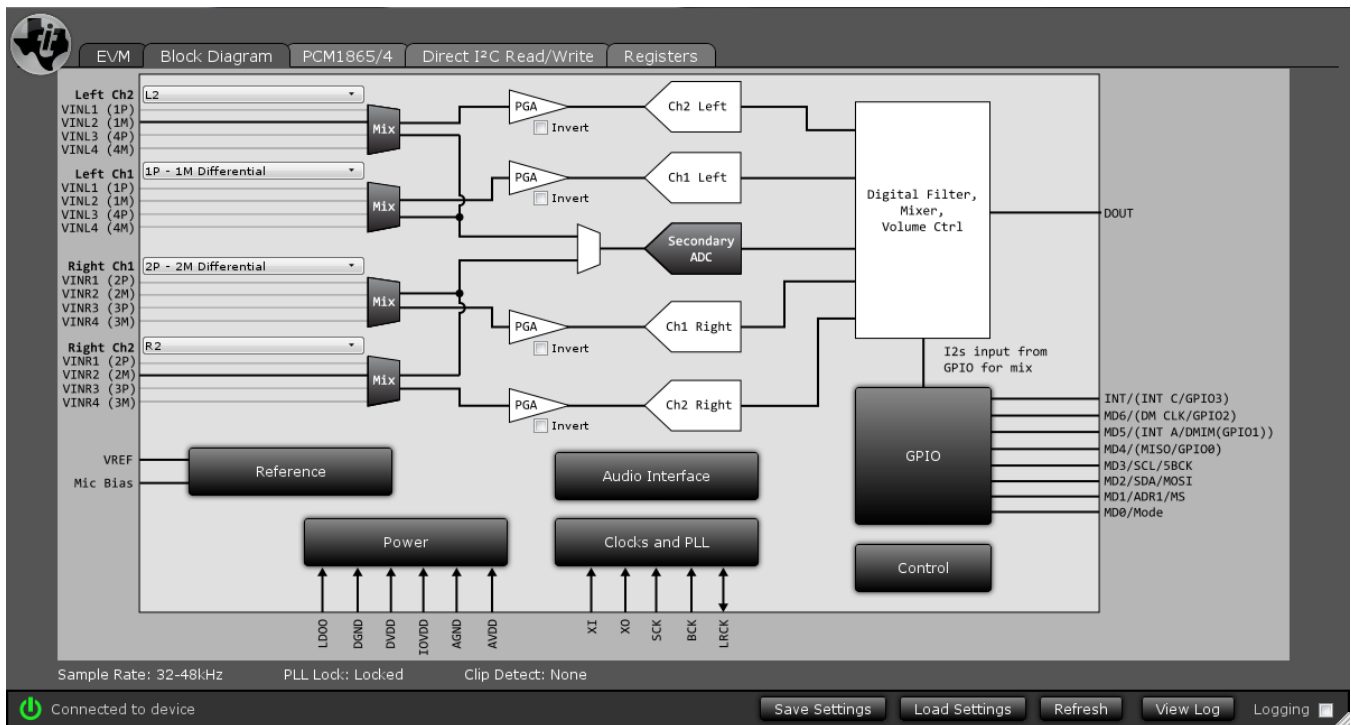 EVM Block Diagram PCM1865/4 Direct I²C Read/Write Registers
Left Ch2 L2
VINL1 (1P)
VINL2 (1M)
VINL3 (4P)
VINL4 (4M)
Mix
PGA
Invert
Ch2 Left
Left Ch1 1P - 1M Differential
VINL1 (1P)
VINL2 (1M)
VINL3 (4P)
VINL4 (4M)
Mix
PGA
Invert
Ch1 Left
Secondary
ADC
Right Ch1 2P - 2M Differential
VINR1 (2P)
VINR2 (2M)
VINR3 (3P)
VINR4 (3M)
Mix
PGA
Invert
Ch1 Right
Right Ch2 R2
VINR1 (2P)
VINR2 (2M)
VINR3 (3P)
VINR4 (3M)
Mix
PGA
Invert
Ch2 Right
Digital Filter,
Mixer,
Volume Ctrl
DOUT
I2s input from
GPIO for mix
GPIO
INT/(INT C/GPIO3)
MD6/(DM CLK/GPIO2)
MD5/(INT A/DMIM(GPIO1))
MD4/(MISO/GPIO0)
MD3/SCL/5BCK
MD2/SDA/MOSI
MD1/ADR1/MS
MD0/Mode
VREF
Mic Bias
Reference
Audio Interface
Power
Clocks and PLL
Control
LDOO
DGND
DVDD
IOVDD
AGND
AVDD
XI
XO
SCK
BCK
LRCK
Sample Rate: 32-48kHz PLL Lock: Locked Clip Detect: None
Connected to device Save Settings Load Settings Refresh View Log Logging